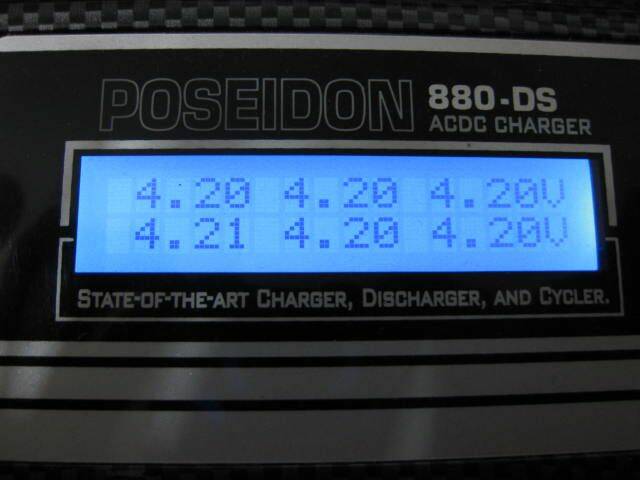 POSEIDON 880-DS
ACDC CHARGER
4.20 4.20 4.20V
4.21 4.20 4.20V
STATE-OF-THE-ART CHARGER, DISCHARGER, AND CYCLER.